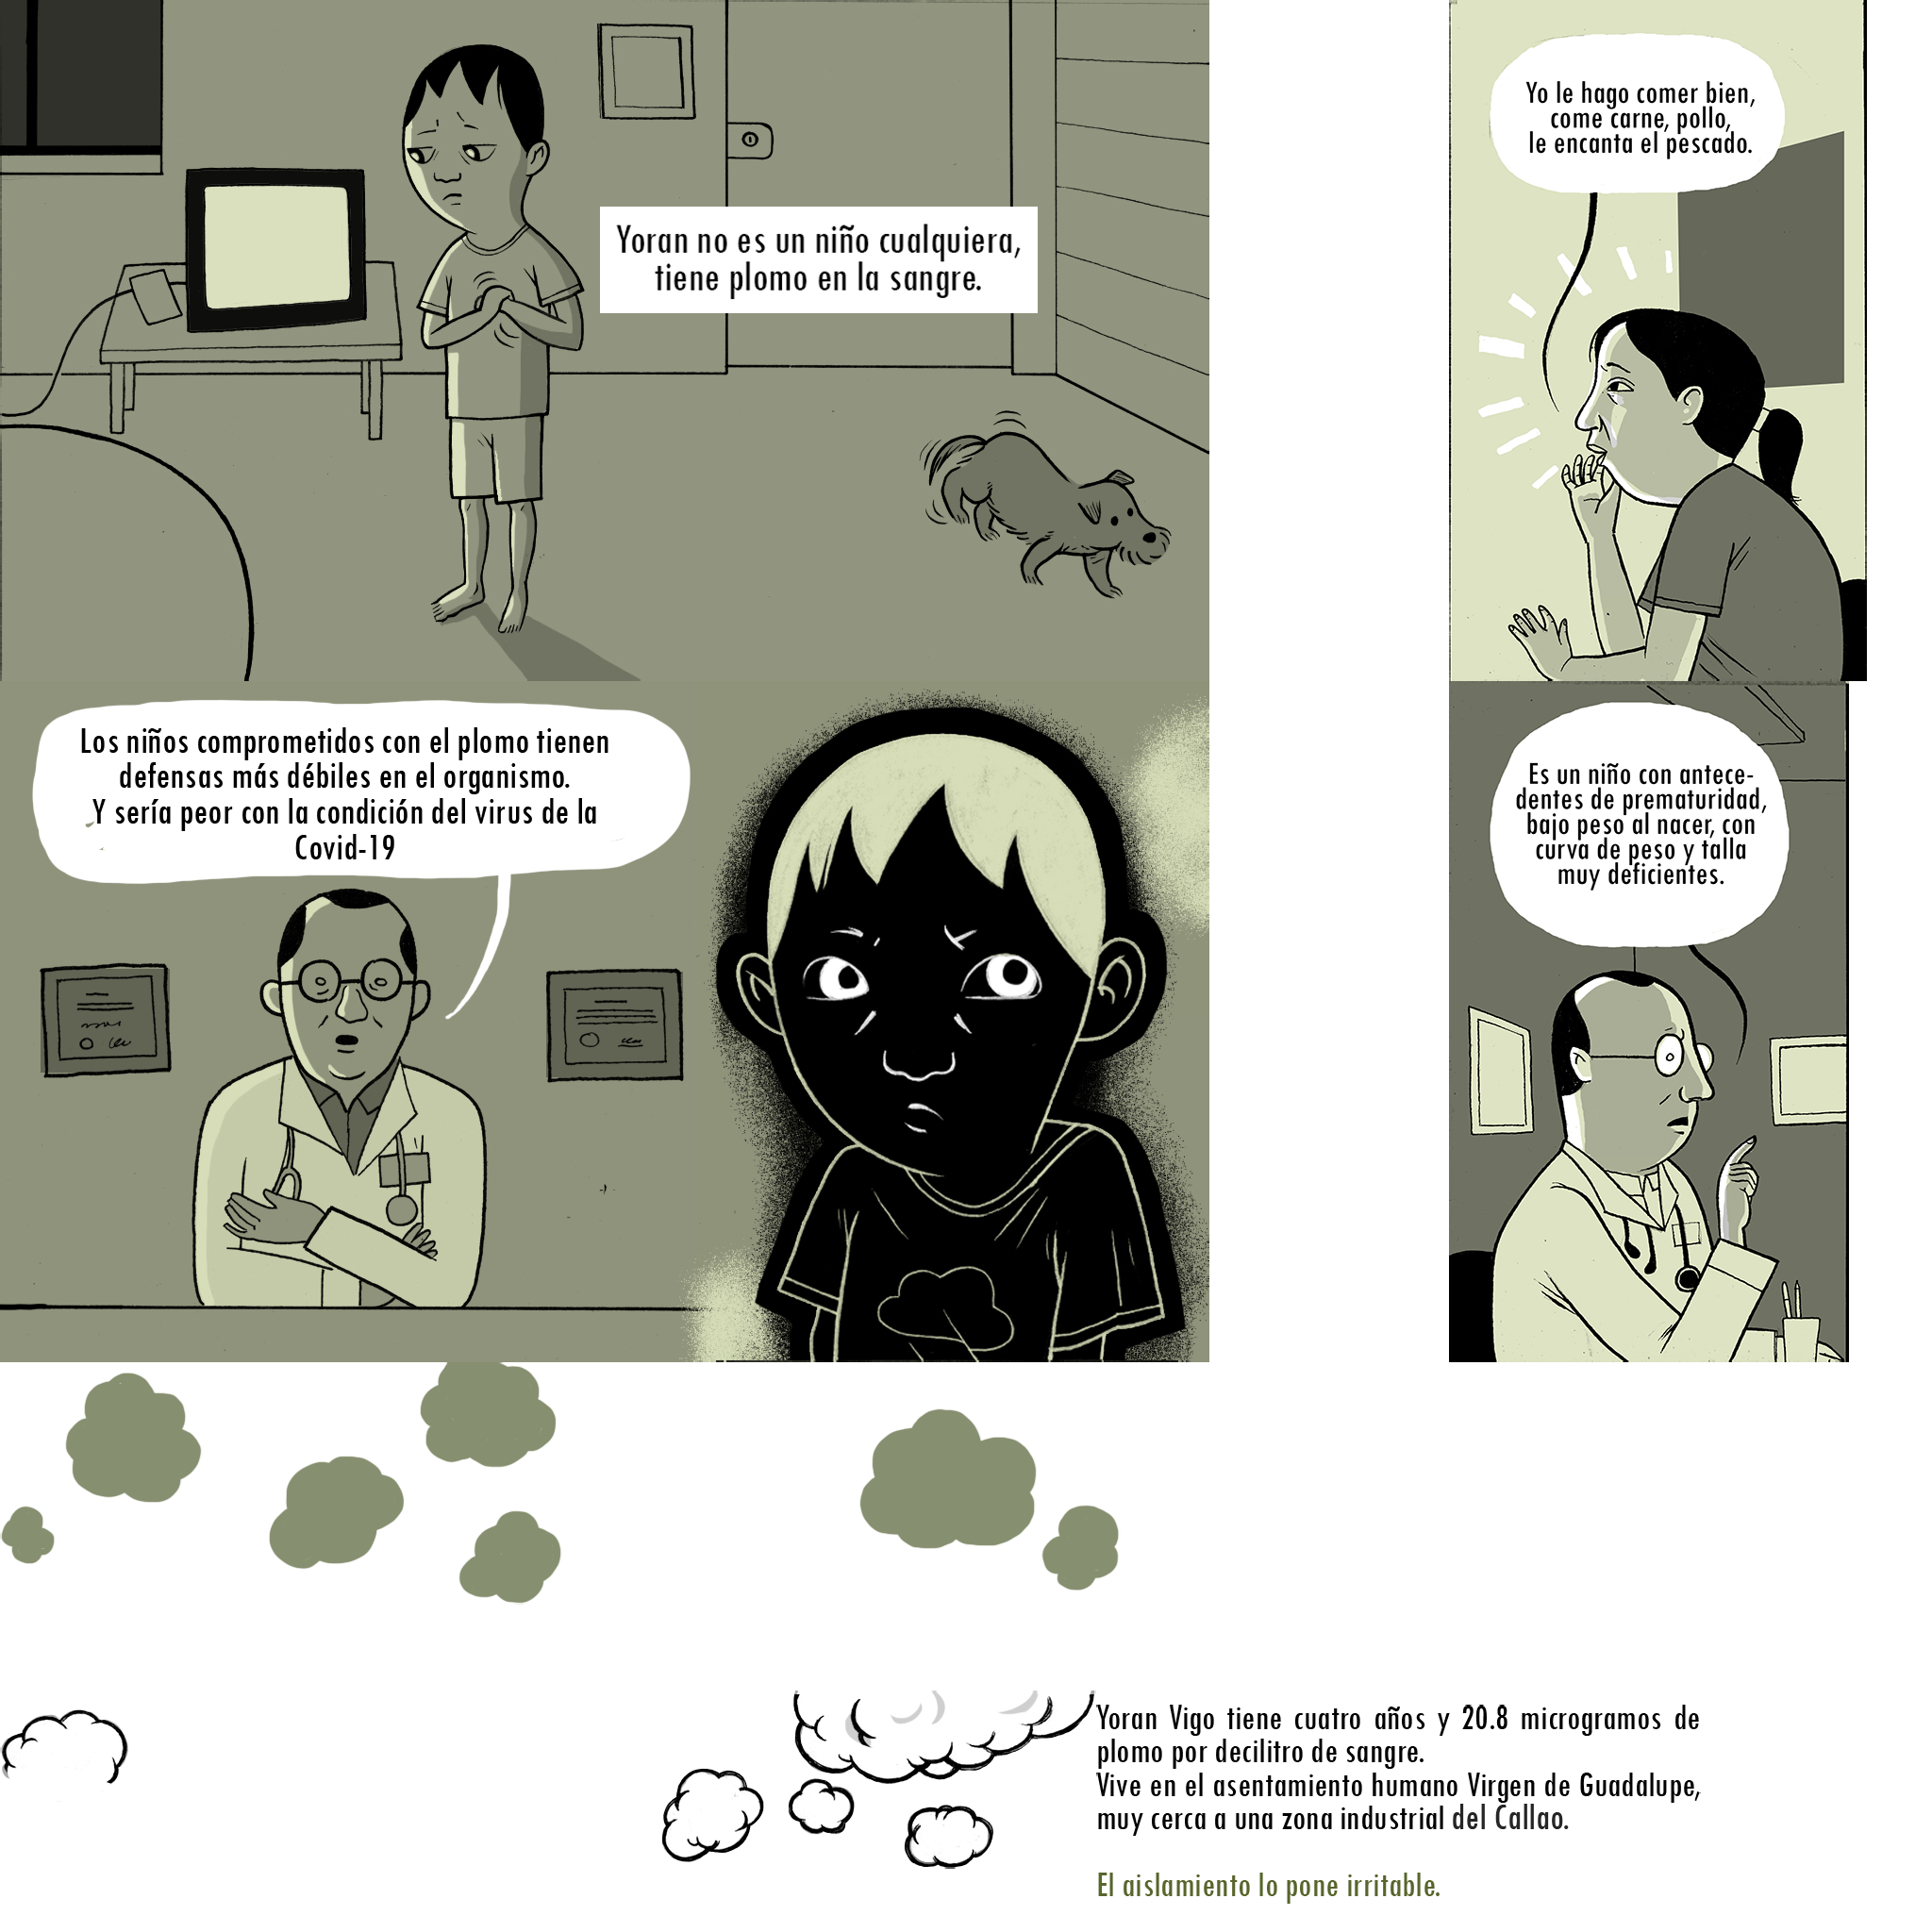 Yoran no es un niño cualquiera,
tiene plomo en la sangre.
Yo le hago comer bien,
come carne, pollo,
le encanta el pescado.
Los niños comprometidos con el plomo tienen
defensas más débiles en el organismo.
Y sería peor con la condición del virus de la
Covid-19
Es un niño con antece-
dentes de prematuridad,
bajo peso al nacer, con
curva de peso y talla
muy deficientes.
Yoran Vigo tiene cuatro años y 20.8 microgramos de
plomo por decilitro de sangre.
Vive en el asentamiento humano Virgen de Guadalupe,
muy cerca a una zona industrial del Callao.
El aislamiento lo pone irritable.